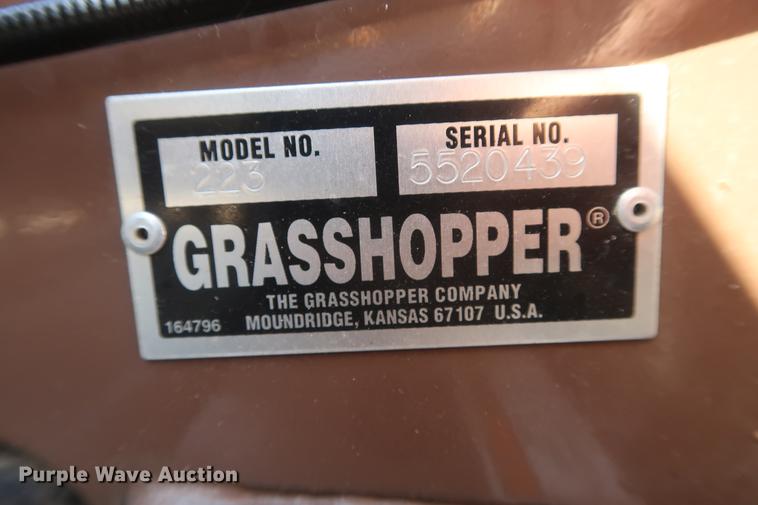 MODEL NO.
223
SERIAL NO.
5520439
GRASSHOPPER®
THE GRASSHOPPER COMPANY
164796 MOUNDRIDGE, KANSAS 67107 U.S.A.
Purple Wave Auction